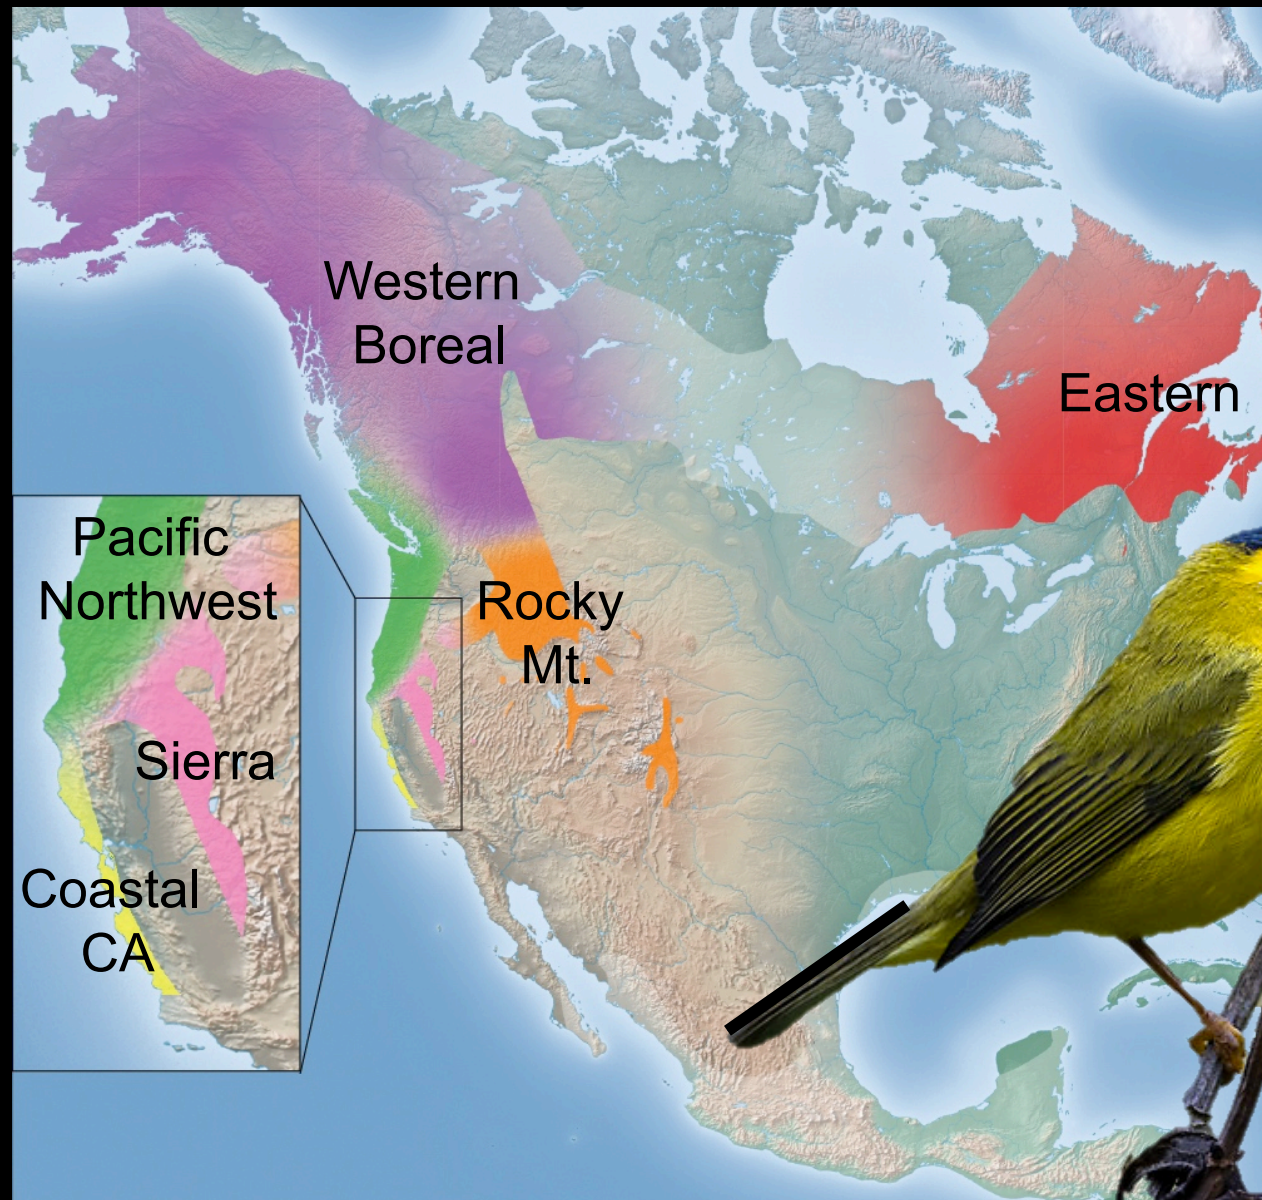 Western
Boreal
Eastern
Pacific
Northwest
Rocky
Mt.
Sierra
Coastal
CA